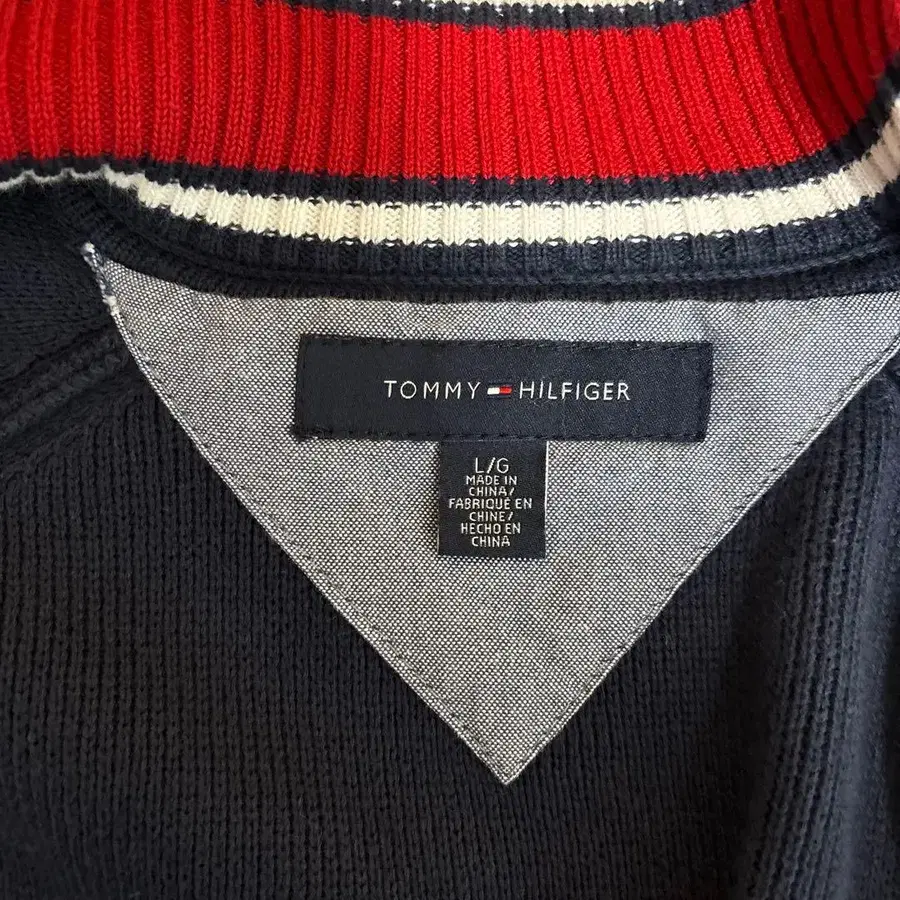 TOMMY HILFIGER
L/G
MADE IN
CHINA/
FABRIQUÉ EN
CHINE/
HECHO EN
CHINA